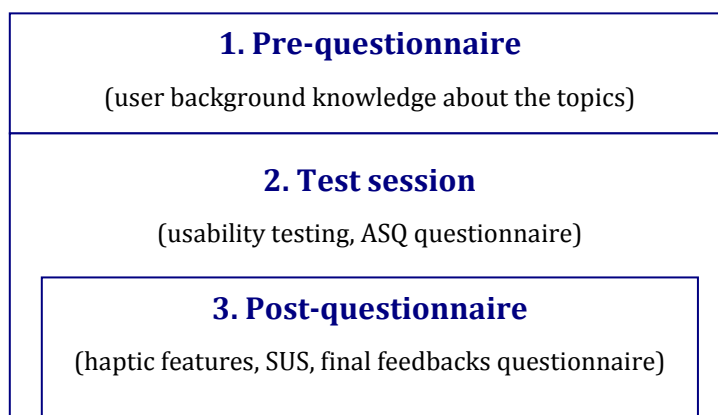 1. Pre-questionnaire
(user background knowledge about the topics)
2. Test session
(usability testing, ASQ questionnaire)
3. Post-questionnaire
(haptic features, SUS, final feedbacks questionnaire)